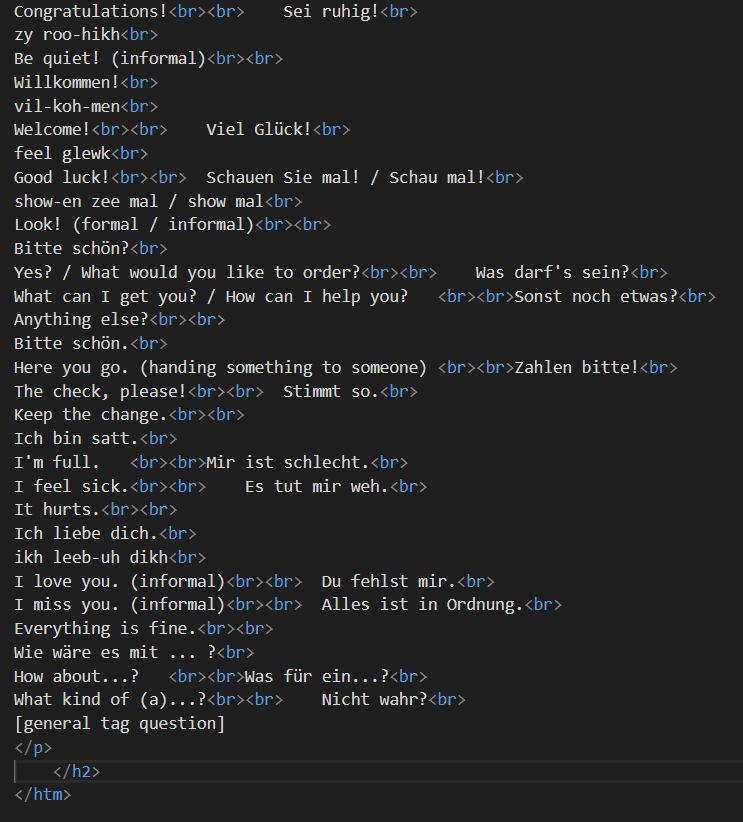 Congratulations!<br><br>    Sei ruhig!<br>
zy roo-hikh<br>
Be quiet! (informal)<br><br>
Willkommen!<br>
vil-koh-men<br>
Welcome!<br><br>    Viel Glück!<br>
feel glewk<br>
Good luck!<br><br>  Schauen Sie mal! / Schau mal!<br>
show-en zee mal / show mal<br>
Look! (formal / informal)<br><br>
Bitte schön?<br>
Yes? / What would you like to order?<br><br>    Was darf's sein?<br>
What can I get you? / How can I help you?   <br><br>Sonst noch etwas?<br>
Anything else?<br><br>
Bitte schön.<br>
Here you go. (handing something to someone) <br><br>Zahlen bitte!<br>
The check, please!<br><br>  Stimmt so.<br>
Keep the change.<br><br>
Ich bin satt.<br>
I'm full.   <br><br>Mir ist schlecht.<br>
I feel sick.<br><br>    Es tut mir weh.<br>
It hurts.<br><br>
Ich liebe dich.<br>
ikh leeb-uh dikh<br>
I love you. (informal)<br><br>  Du fehlst mir.<br>
I miss you. (informal)<br><br>  Alles ist in Ordnung.<br>
Everything is fine.<br><br>
Wie wäre es mit ... ?<br>
How about...?   <br><br>Was für ein...?<br>
What kind of (a)...?<br><br>    Nicht wahr?<br>
[general tag question]
</p>
    </h2>
</htm>